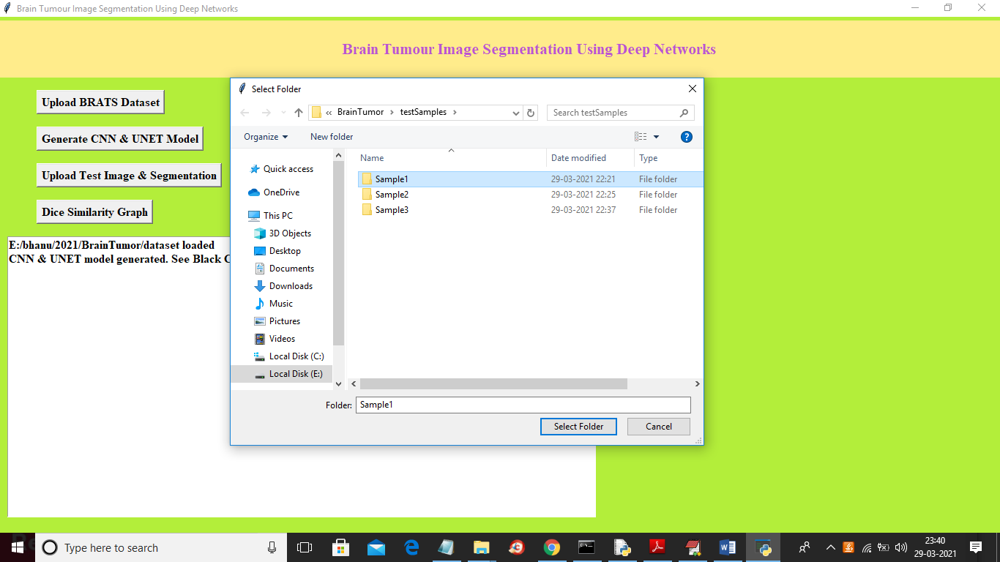 Brain Tumour Image Segmentation Using Deep Networks
Brain Tumour Image Segmentation Using Deep Networks
Upload BRATS Dataset
Generate CNN & UNET Model
Upload Test Image & Segmentation
Dice Similarity Graph
E:/bhanu/2021/BrainTumor/dataset loaded
CNN & UNET model generated. See Black C
Select Folder
« BrainTumor › testSamples ›
Search testSamples
Organize
New folder
?
Quick access
OneDrive
This PC
3D Objects
Desktop
Documents
Downloads
Music
Pictures
Videos
Local Disk (C:)
Local Disk (E:)
Name Date modified Type
Sample1 29-03-2021 22:21 File folder
Sample2 29-03-2021 22:25 File folder
Sample3 29-03-2021 22:37 File folder
Folder: Sample1
Select Folder
Cancel
Type here to search
23:40
29-03-2021